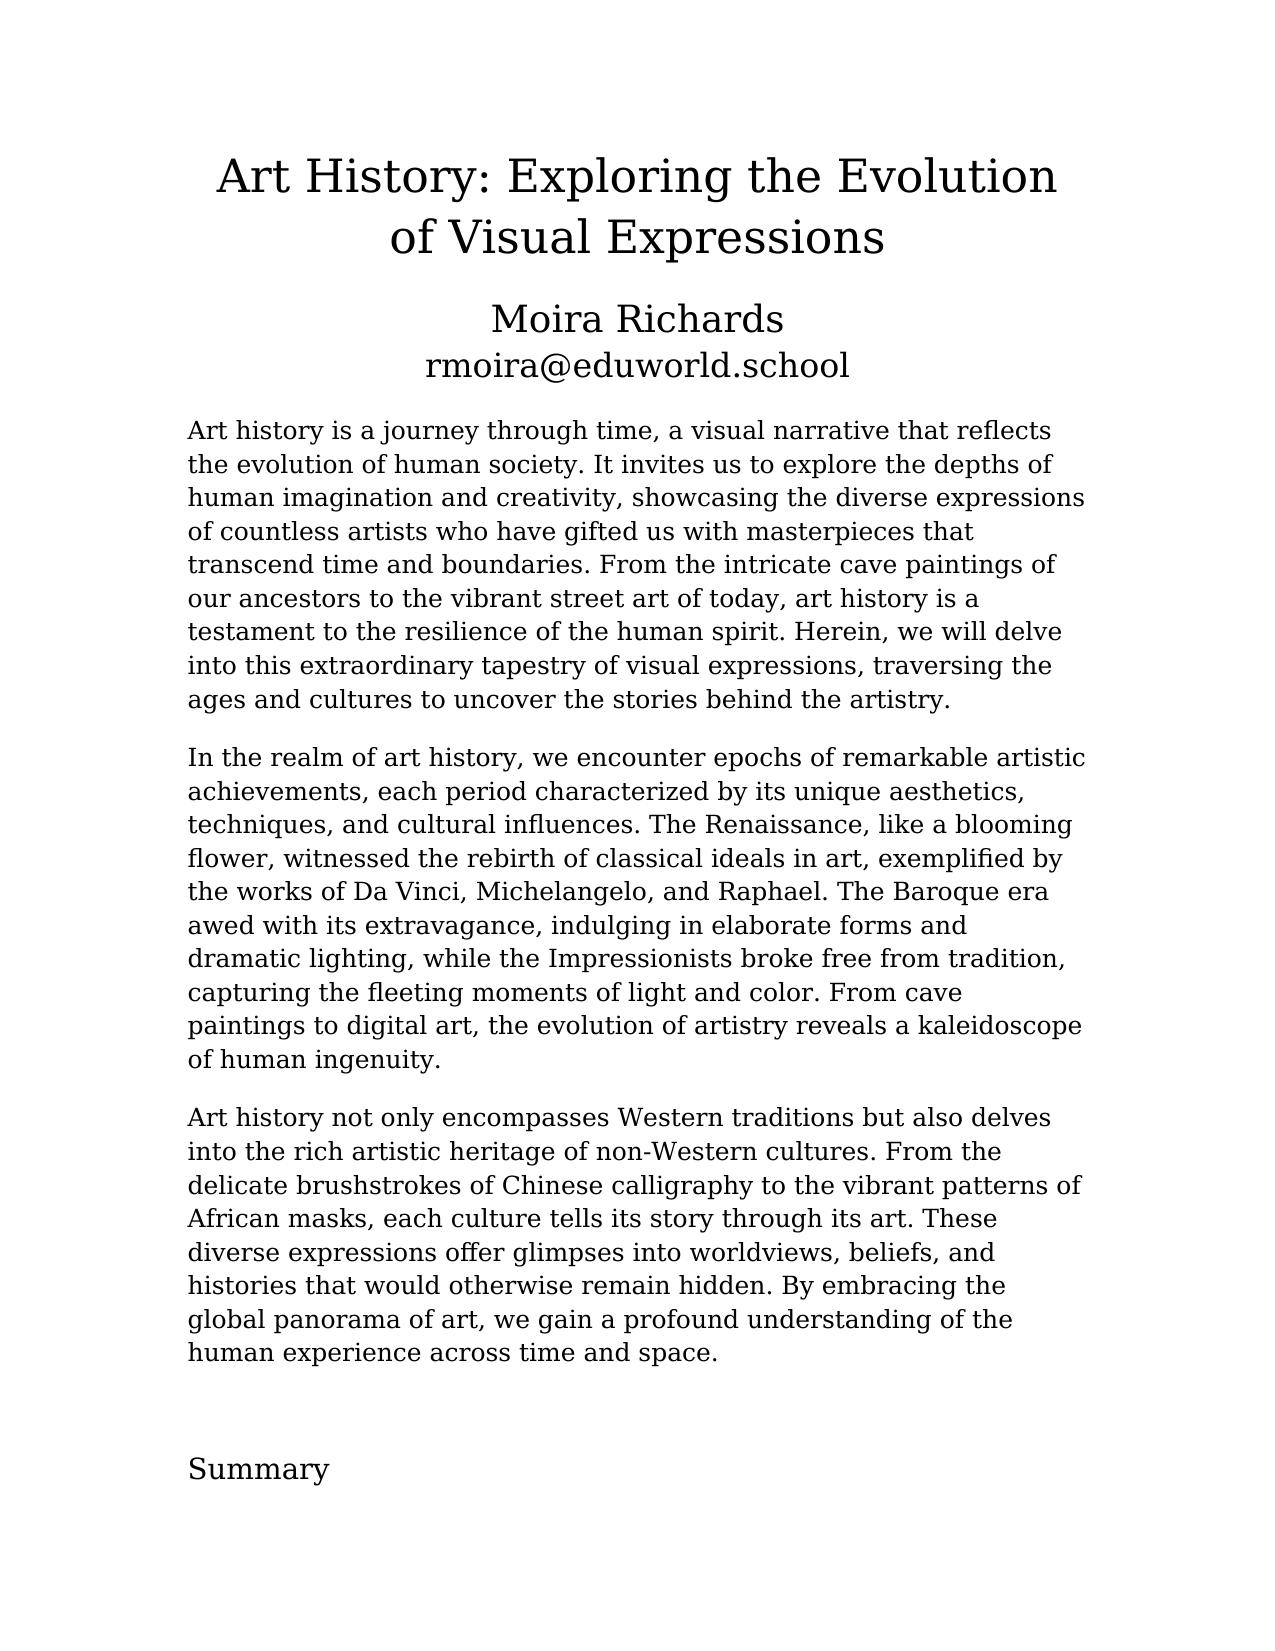 Art History: Exploring the Evolution
of Visual Expressions
Moira Richards
rmoira@eduworld.school
Art history is a journey through time, a visual narrative that reflects
the evolution of human society. It invites us to explore the depths of
human imagination and creativity, showcasing the diverse expressions
of countless artists who have gifted us with masterpieces that
transcend time and boundaries. From the intricate cave paintings of
our ancestors to the vibrant street art of today, art history is a
testament to the resilience of the human spirit. Herein, we will delve
into this extraordinary tapestry of visual expressions, traversing the
ages and cultures to uncover the stories behind the artistry.
In the realm of art history, we encounter epochs of remarkable artistic
achievements, each period characterized by its unique aesthetics,
techniques, and cultural influences. The Renaissance, like a blooming
flower, witnessed the rebirth of classical ideals in art, exemplified by
the works of Da Vinci, Michelangelo, and Raphael. The Baroque era
awed with its extravagance, indulging in elaborate forms and
dramatic lighting, while the Impressionists broke free from tradition,
capturing the fleeting moments of light and color. From cave
paintings to digital art, the evolution of artistry reveals a kaleidoscope
of human ingenuity.
Art history not only encompasses Western traditions but also delves
into the rich artistic heritage of non-Western cultures. From the
delicate brushstrokes of Chinese calligraphy to the vibrant patterns of
African masks, each culture tells its story through its art. These
diverse expressions offer glimpses into worldviews, beliefs, and
histories that would otherwise remain hidden. By embracing the
global panorama of art, we gain a profound understanding of the
human experience across time and space.
Summary